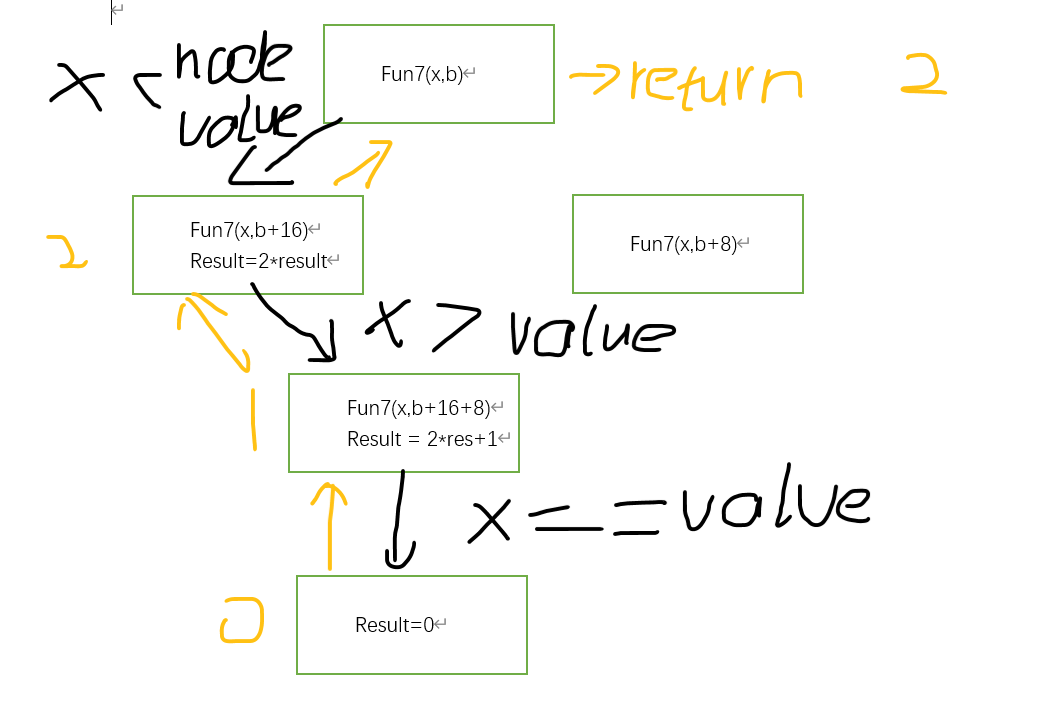 x < node
value
Fun7(x,b)↵
→ return 2
Fun7(x,b+16)↵
Result=2*result↵
2
Fun7(x,b+8)↵
x > value
Fun7(x,b+16+8)↵
Result = 2*res+1↵
1
x = = value
Result=0↵
0